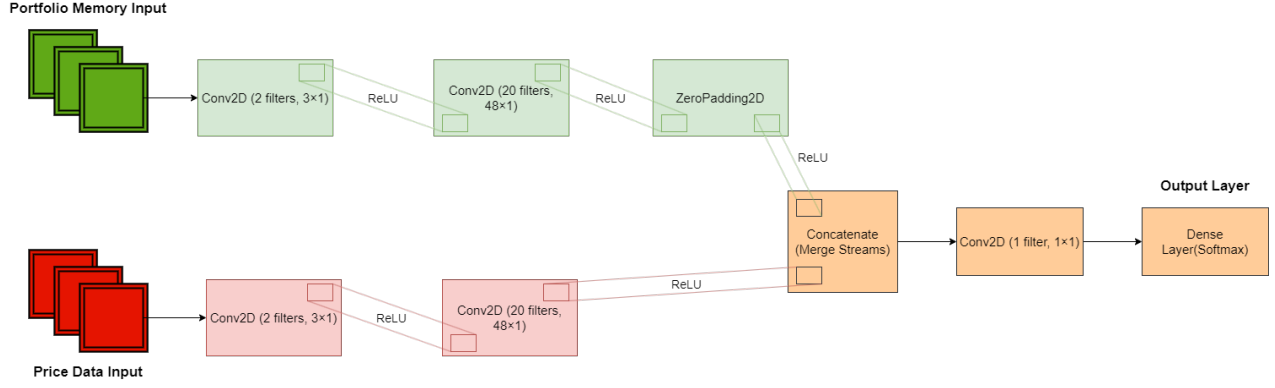 Portfolio Memory Input
Conv2D (2 filters, 3×1)
ReLU
Conv2D (20 filters,
48×1)
ReLU
ZeroPadding2D
ReLU
Output Layer
Concatenate
(Merge Streams)
Conv2D (1 filter, 1×1)
Dense
Layer(Softmax)
Conv2D (2 filters, 3×1)
ReLU
Conv2D (20 filters,
48×1)
ReLU
Price Data Input